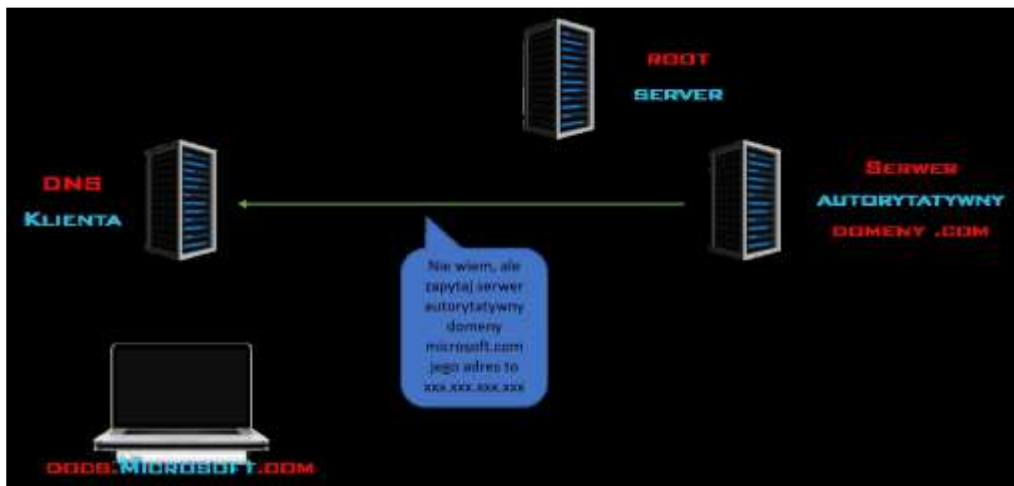 ROOT
SERVER
DNS
KLIENTA
SERWER
AUTORYTATYWNY
DOMENY .COM
Nie wiem, ale
zapytaj serwer
autorytatywny
domeny
microsoft.com
jego adres to
xxx.xxx.xxx.xxx
DOCS.MICROSOFT.COM